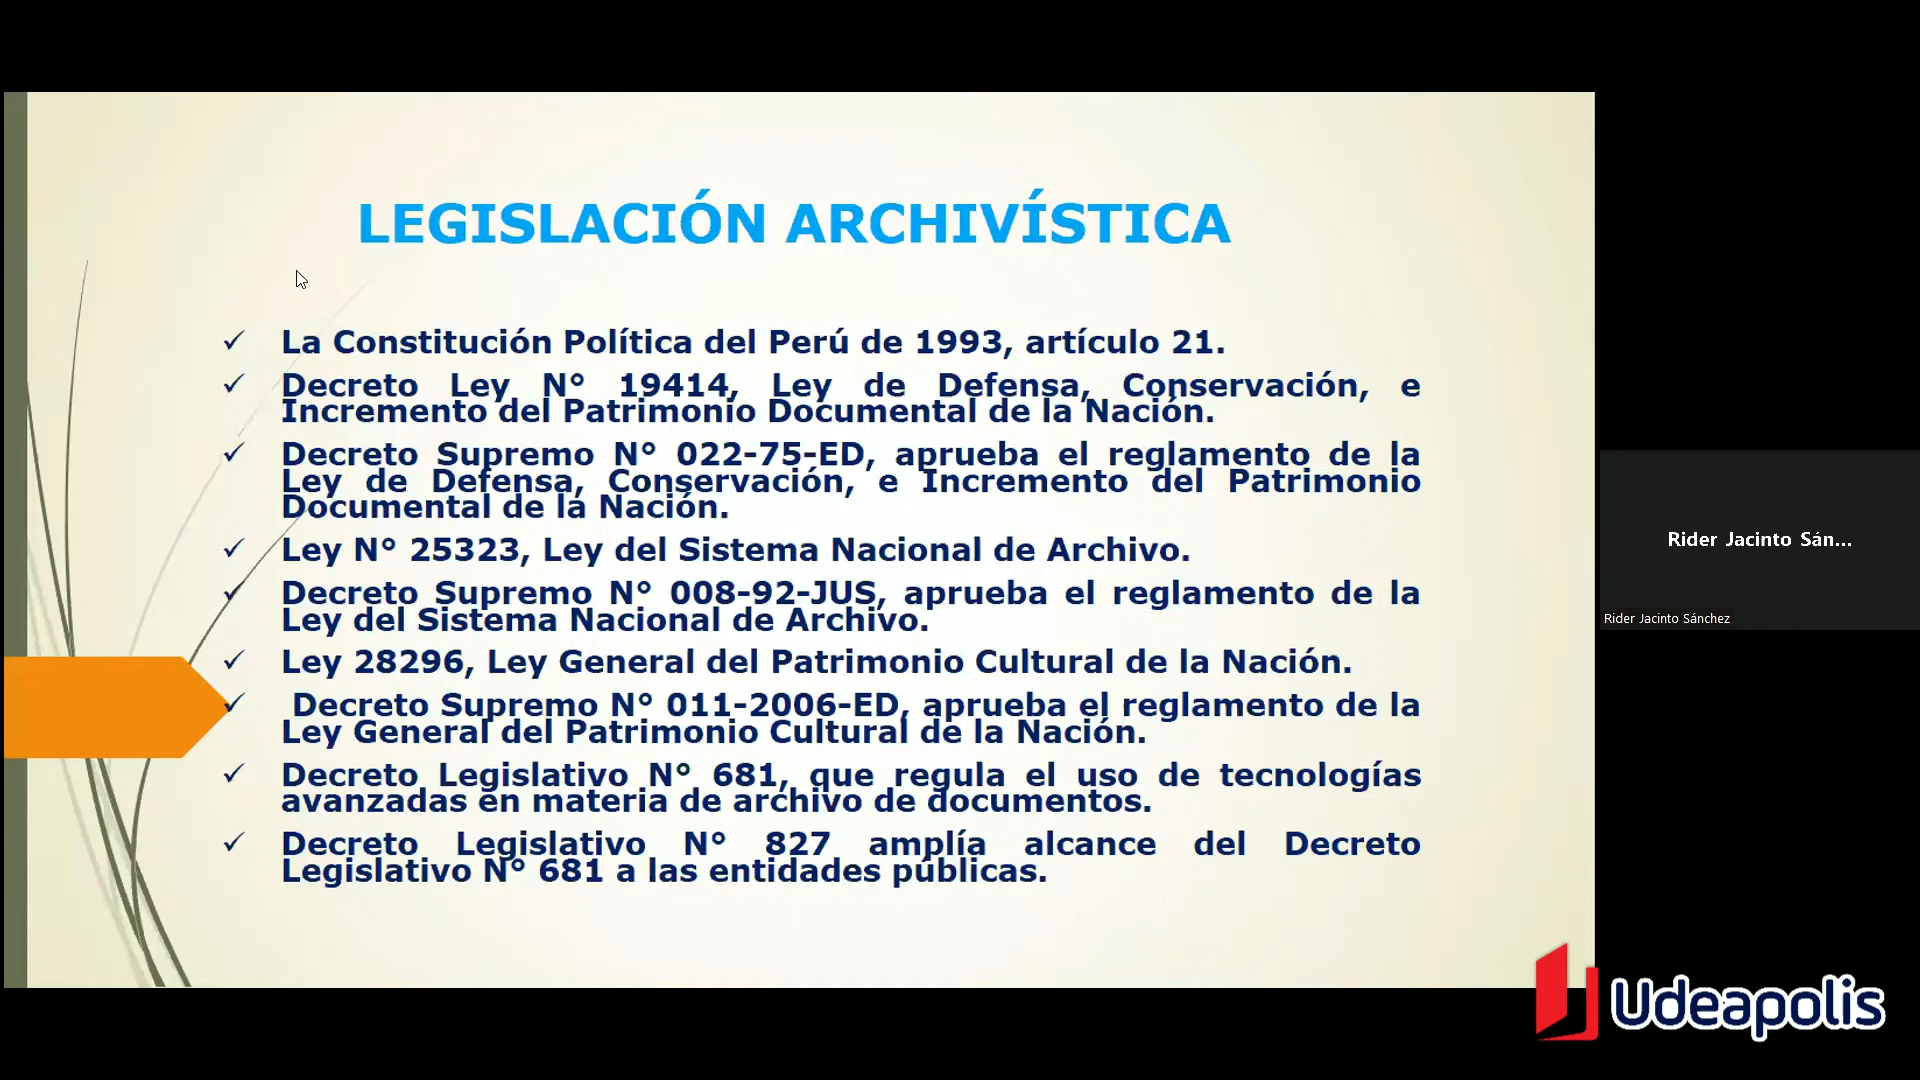 LEGISLACIÓN ARCHIVÍSTICA
✓ La Constitución Política del Perú de 1993, artículo 21.
✓ Decreto Ley N° 19414, Ley de Defensa, Conservación, e
Incremento del Patrimonio Documental de la Nación.
✓ Decreto Supremo N° 022-75-ED, aprueba el reglamento de la
Ley de Defensa, Conservación, e Incremento del Patrimonio
Documental de la Nación.
✓ Ley N° 25323, Ley del Sistema Nacional de Archivo.
✓ Decreto Supremo N° 008-92-JUS, aprueba el reglamento de la
Ley del Sistema Nacional de Archivo.
✓ Ley 28296, Ley General del Patrimonio Cultural de la Nación.
✓ Decreto Supremo N° 011-2006-ED, aprueba el reglamento de la
Ley General del Patrimonio Cultural de la Nación.
✓ Decreto Legislativo N° 681, que regula el uso de tecnologías
avanzadas en materia de archivo de documentos.
✓ Decreto Legislativo N° 827 amplía alcance del Decreto
Legislativo N° 681 a las entidades públicas.
Rider Jacinto Sán...
Rider Jacinto Sánchez
Udeapolis